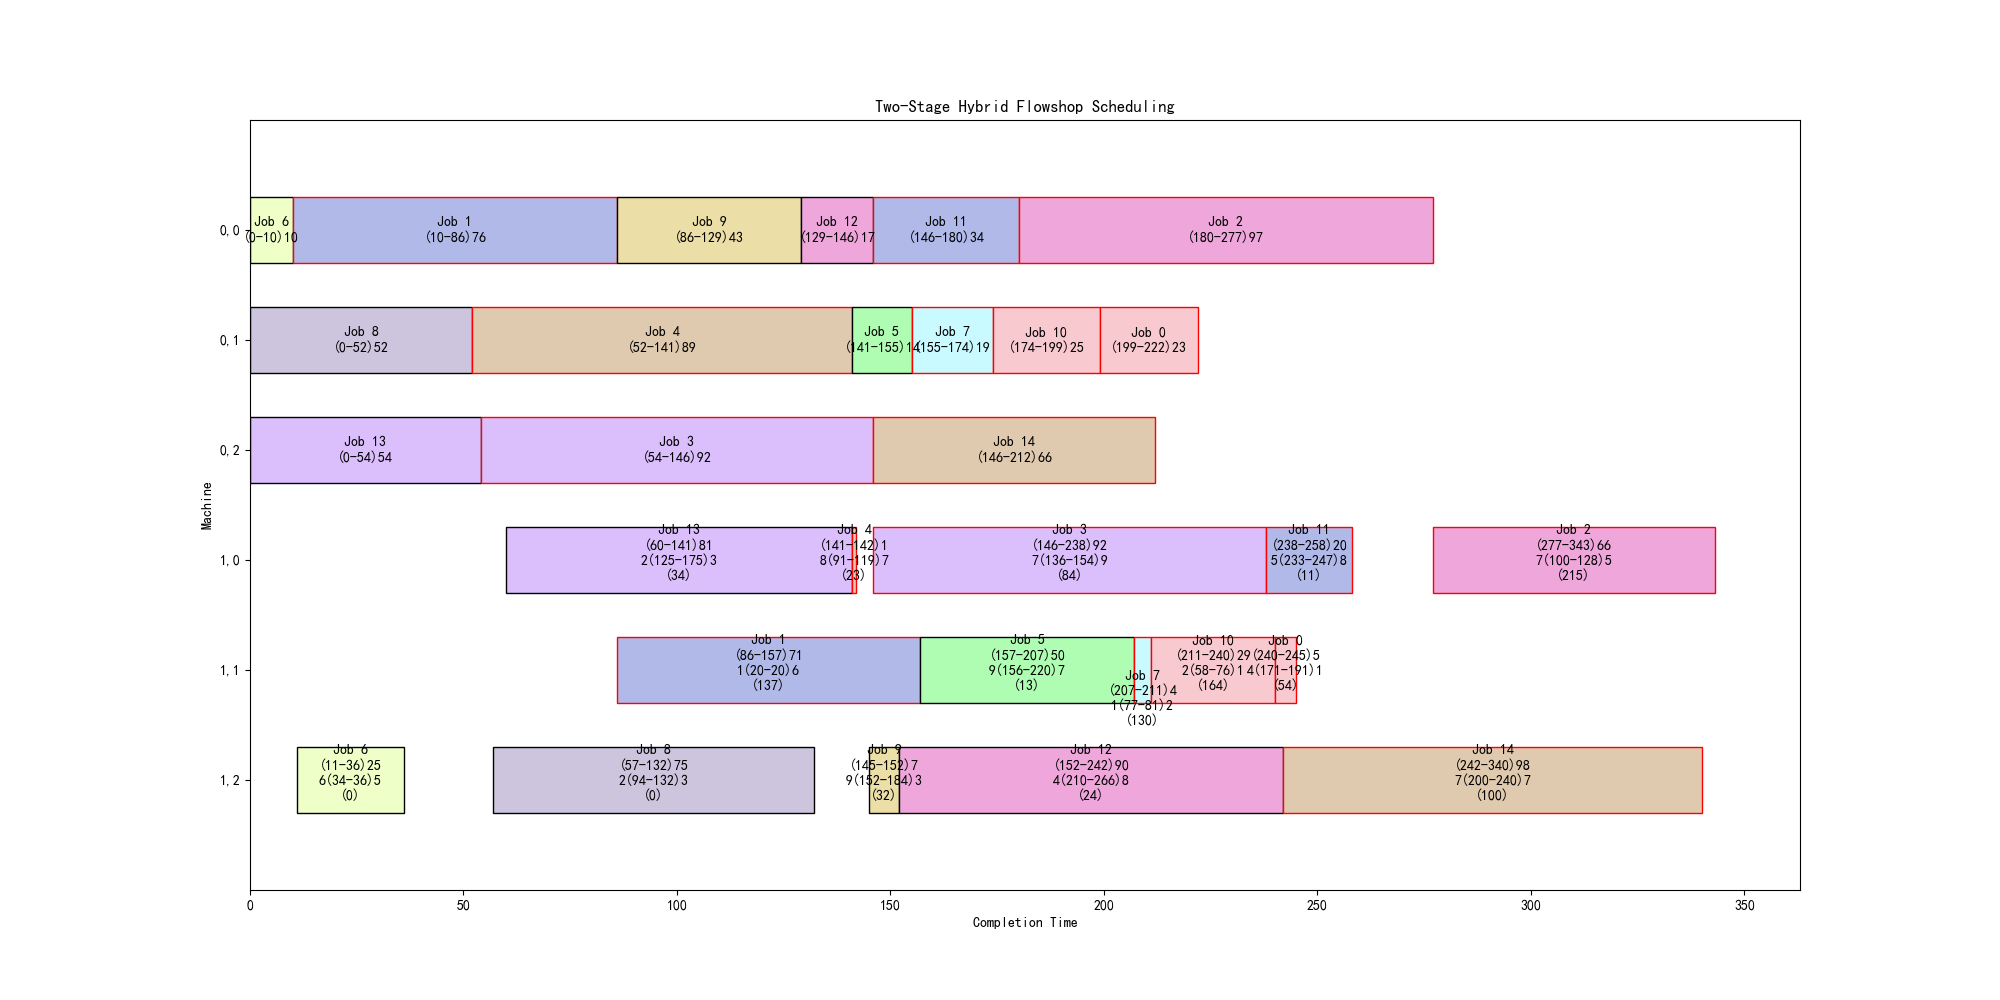 Two-Stage Hybrid Flowshop Scheduling
Machine
0,0
Job 6
(0-10)10
Job 1
(10-86)76
Job 9
(86-129)43
Job 12
(129-146)17
Job 11
(146-180)34
Job 2
(180-277)97
0,1
Job 8
(0-52)52
Job 4
(52-141)89
Job 5
(141-155)14
Job 7
(155-174)19
Job 10
(174-199)25
Job 0
(199-222)23
0,2
Job 13
(0-54)54
Job 3
(54-146)92
Job 14
(146-212)66
1,0
Job 13
(60-141)81
2(125-175)3
(34)
Job 4
(141-142)1
8(91-119)7
(23)
Job 3
(146-238)92
7(136-154)9
(84)
Job 11
(238-258)20
5(233-247)8
(11)
Job 2
(277-343)66
7(100-128)5
(215)
1,1
Job 1
(86-157)71
1(20-20)6
(137)
Job 5
(157-207)50
9(156-220)7
(13)
Job 7
(207-211)4
1(77-81)2
(130)
Job 10
(211-240)29
2(58-76)1
(164)
Job 0
(240-245)5
4(171-191)1
(54)
1,2
Job 6
(11-36)25
6(34-36)5
(0)
Job 8
(57-132)75
2(94-132)3
(0)
Job 9
(145-152)7
9(152-184)3
(32)
Job 12
(152-242)90
4(210-266)8
(24)
Job 14
(242-340)98
7(200-240)7
(100)
0 50 100 150 200 250 300 350
Completion Time